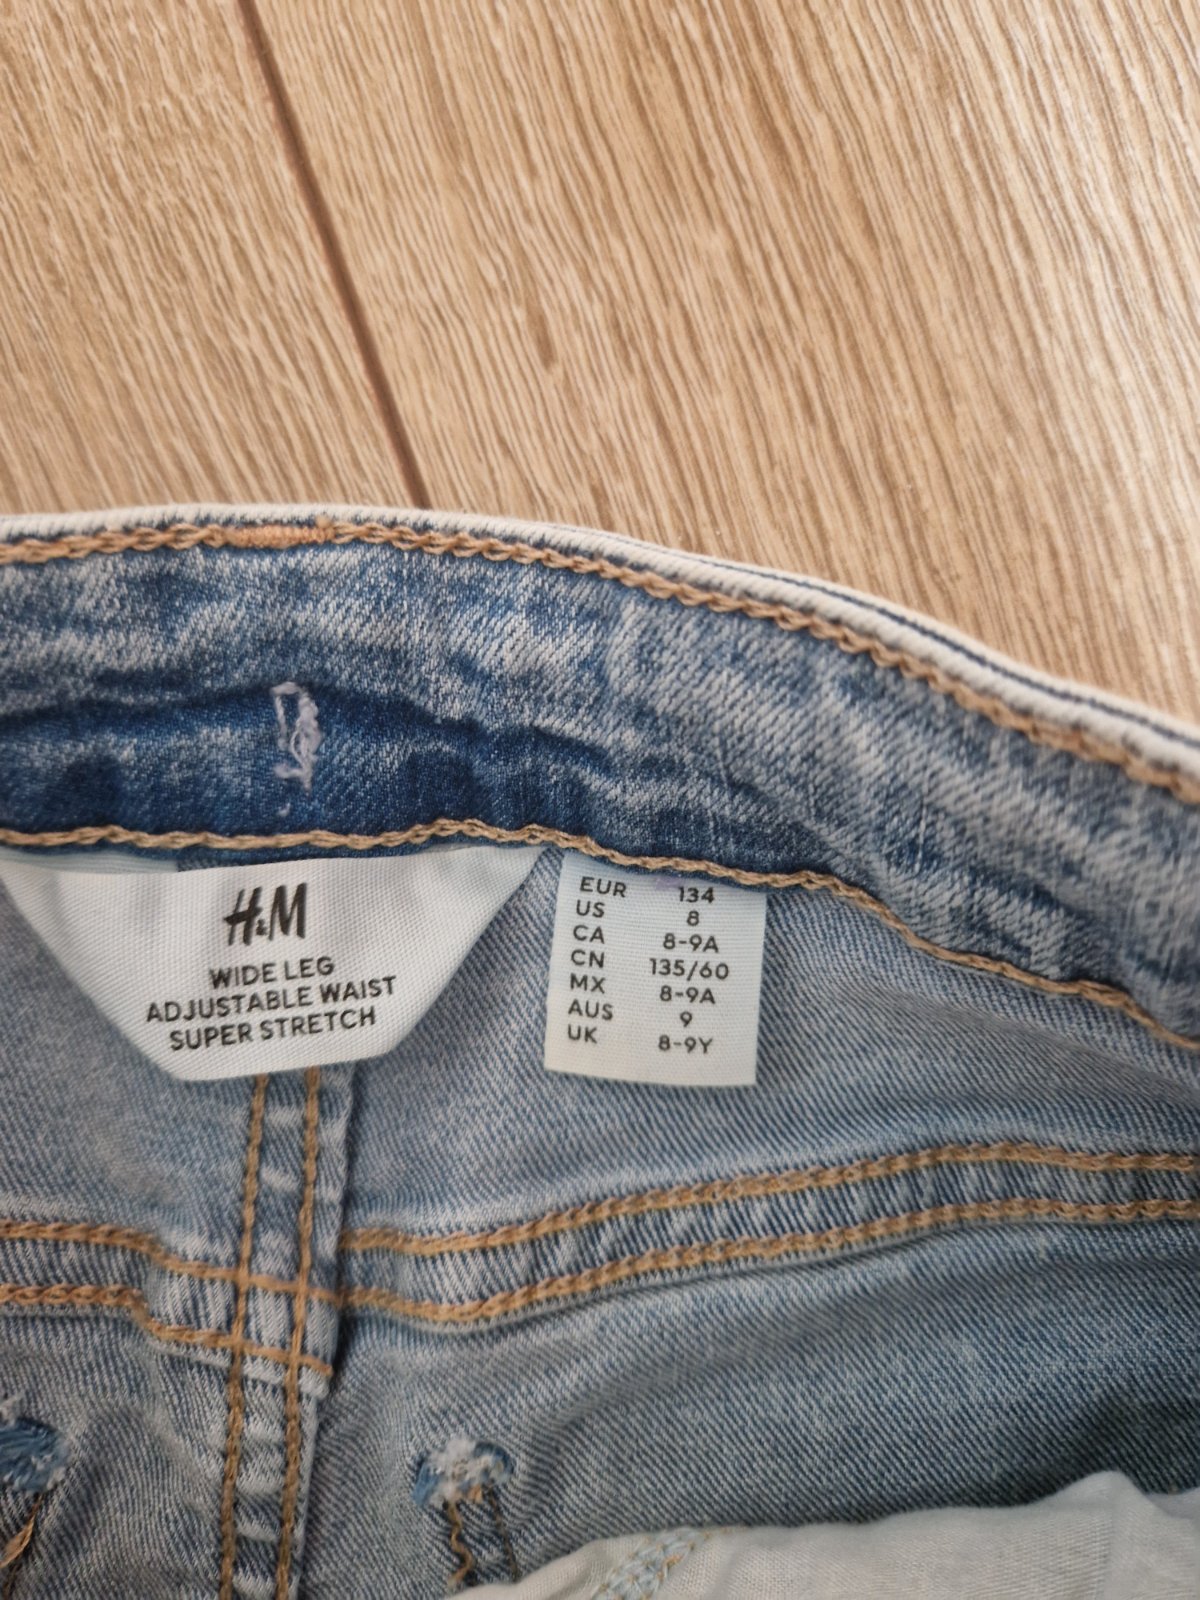 H&M
WIDE LEG
ADJUSTABLE WAIST
SUPER STRETCH
EUR 134
US 8
CA 8-9A
CN 135/60
MX 8-9A
AUS 9
UK 8-9Y